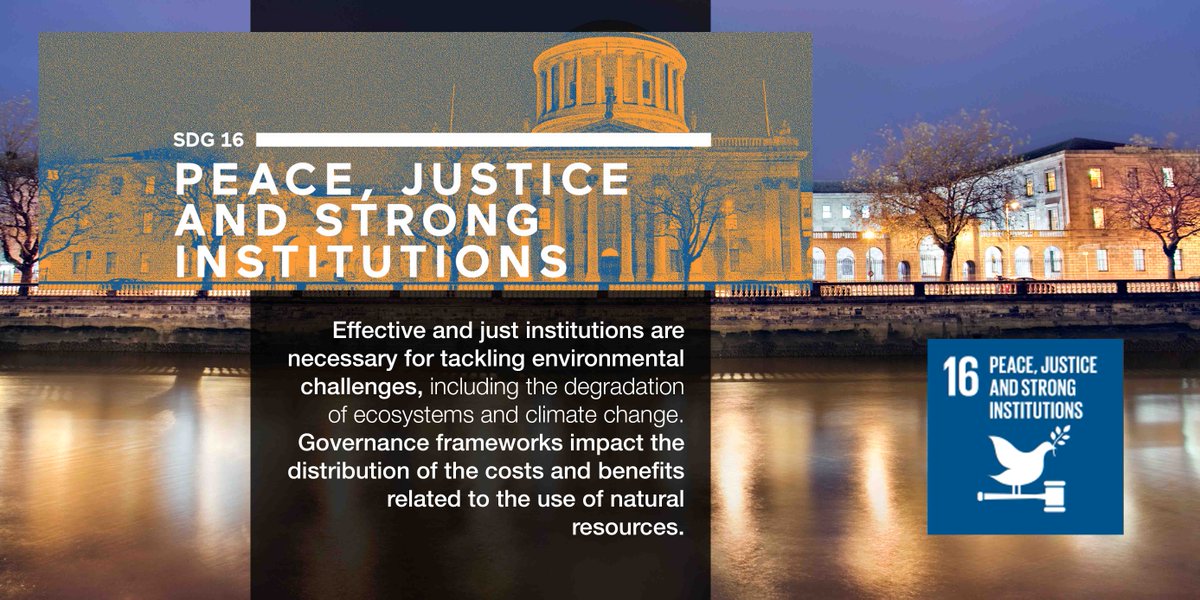 SDG 16
PEACE, JUSTICE
AND STRONG
INSTITUTIONS
Effective and just institutions are
necessary for tackling environmental
challenges, including the degradation
of ecosystems and climate change.
Governance frameworks impact the
distribution of the costs and benefits
related to the use of natural
resources.
16 PEACE, JUSTICE
AND STRONG
INSTITUTIONS